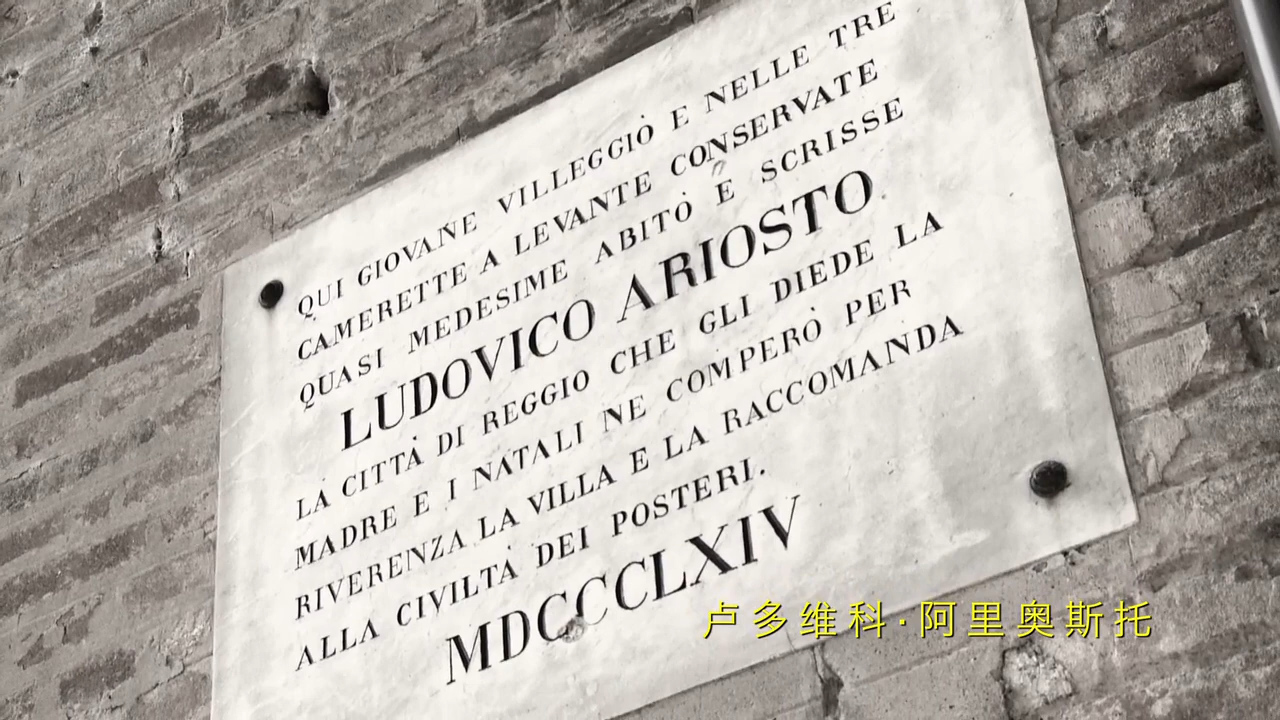 QUI GIOVANE VILLEGGIÒ E NELLE TRE
CAMERETTE A LEVANTE CONSERVATE
QUASI MEDESIME ABITÒ E SCRISSE
LUDOVICO ARIOSTO
LA CITTÀ DI REGGIO CHE GLI DIEDE LA
MADRE E I NATALI NE COMPERÒ PER
RIVERENZA LA VILLA E LA RACCOMANDA
ALLA CIVILTÀ DEI POSTERI.
MDCCCLXIV
卢多维科·阿里奥斯托